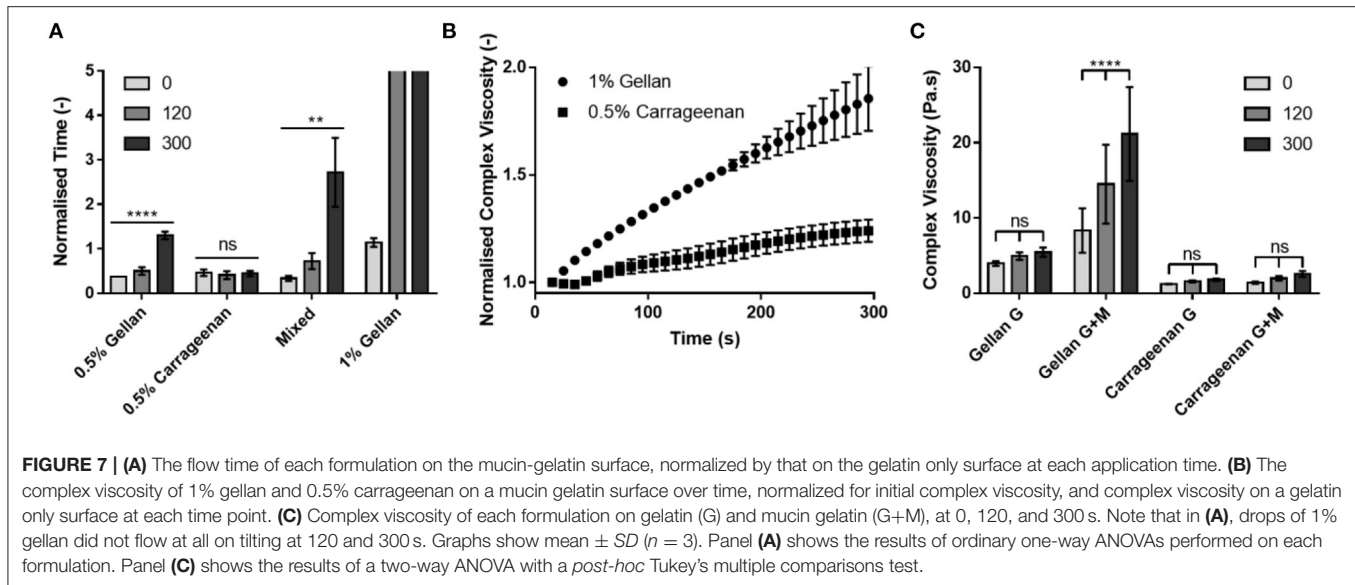 A
Normalised Time (-)
5
4
3
2
1
0
0
120
300
****
ns
**
0.5% Gellan
0.5% Carrageenan
Mixed
1% Gellan
B
Normalised Complex Viscosity (-)
2.0
1.5
1.0
1% Gellan
0.5% Carrageenan
100
200
300
Time (s)
C
Complex Viscosity (Pa.s)
30
20
10
0
ns
****
ns
ns
0
120
300
Gellan G
Gellan G+M
Carrageenan G
Carrageenan G+M
FIGURE 7 | (A) The flow time of each formulation on the mucin-gelatin surface, normalized by that on the gelatin only surface at each application time. (B) The
complex viscosity of 1% gellan and 0.5% carrageenan on a mucin gelatin surface over time, normalized for initial complex viscosity, and complex viscosity on a gelatin
only surface at each time point. (C) Complex viscosity of each formulation on gelatin (G) and mucin gelatin (G+M), at 0, 120, and 300 s. Note that in (A), drops of 1%
gellan did not flow at all on tilting at 120 and 300 s. Graphs show mean ± SD (n = 3). Panel (A) shows the results of ordinary one-way ANOVAs performed on each
formulation. Panel (C) shows the results of a two-way ANOVA with a post-hoc Tukey's multiple comparisons test.